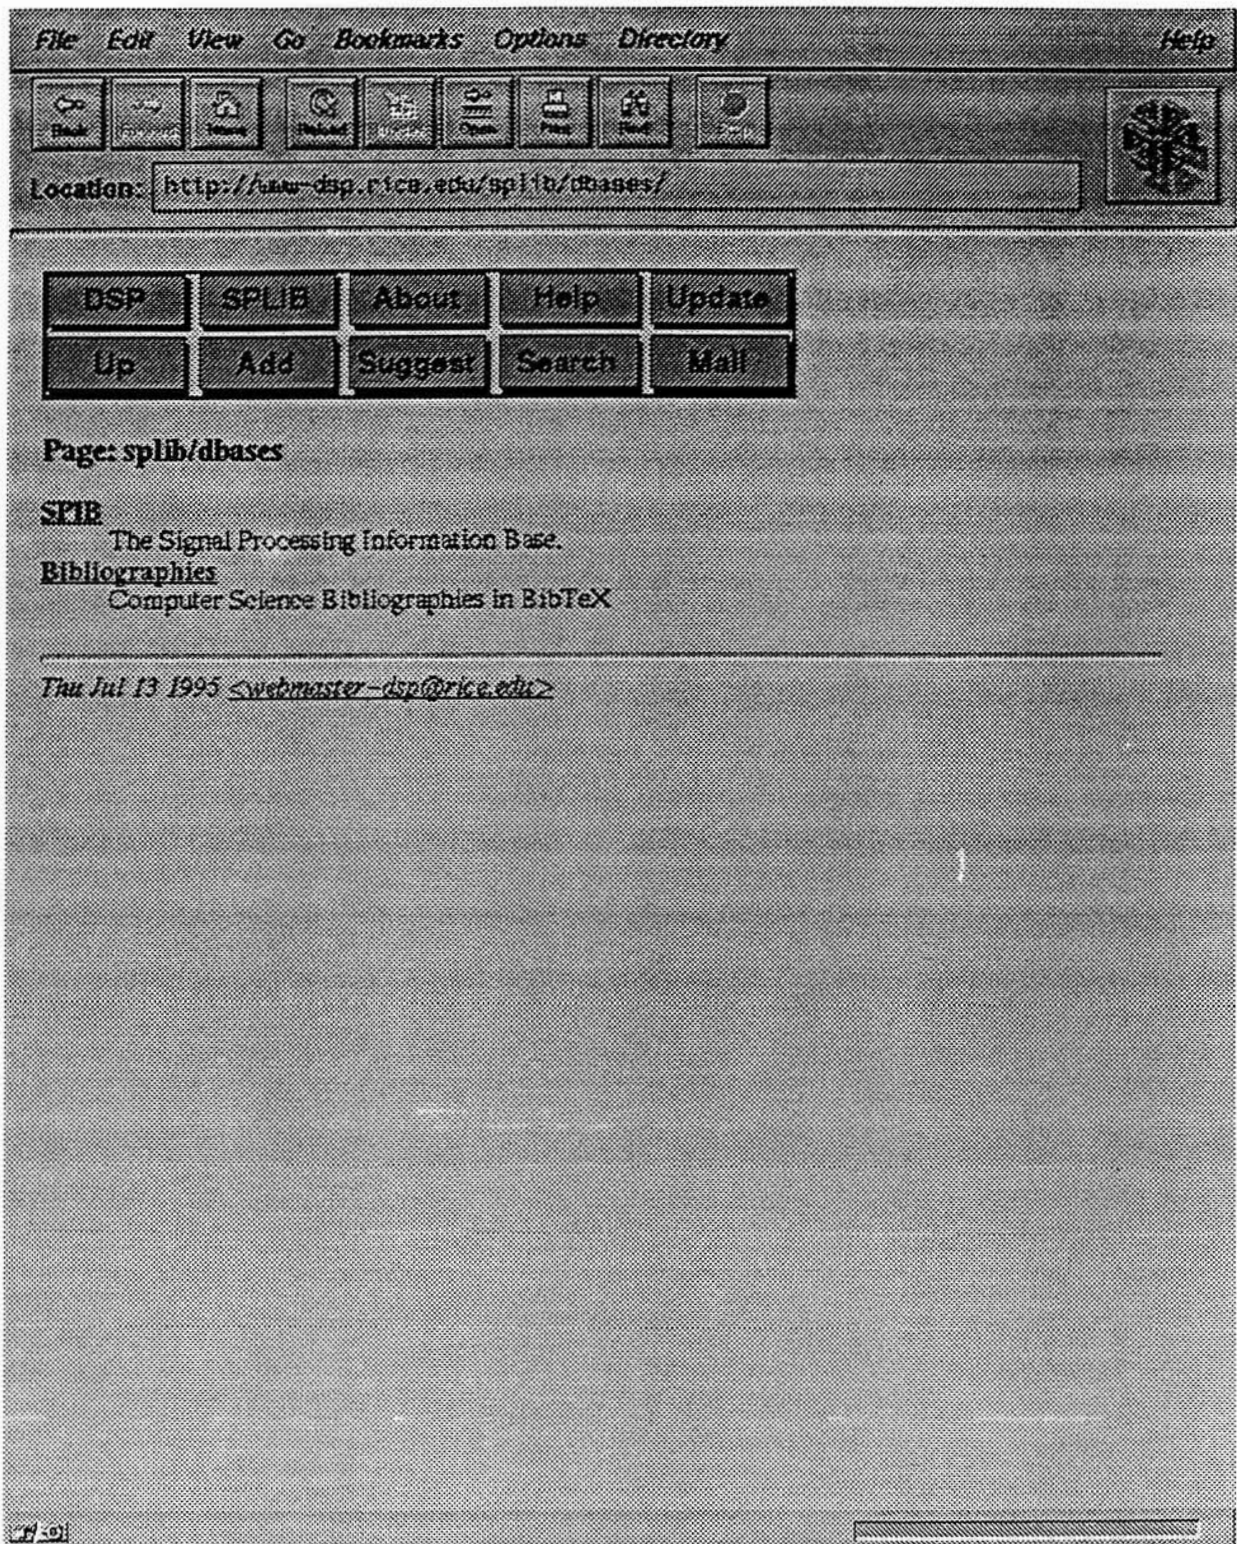 File Edit View Go Bookmarks Options Directory Help
Back Forward Home Reload Open Print Find Stop
Location: http://www-dsp.rice.edu/splib/dbases/
DSP SPLIB About Help Update
Up Add Suggest Search Mail
Page: splib/dbases
SPIB
The Signal Processing Information Base.
Bibliographies
Computer Science Bibliographies in BibTeX
Thu Jul 13 1995 <webmaster-dsp@rice.edu>